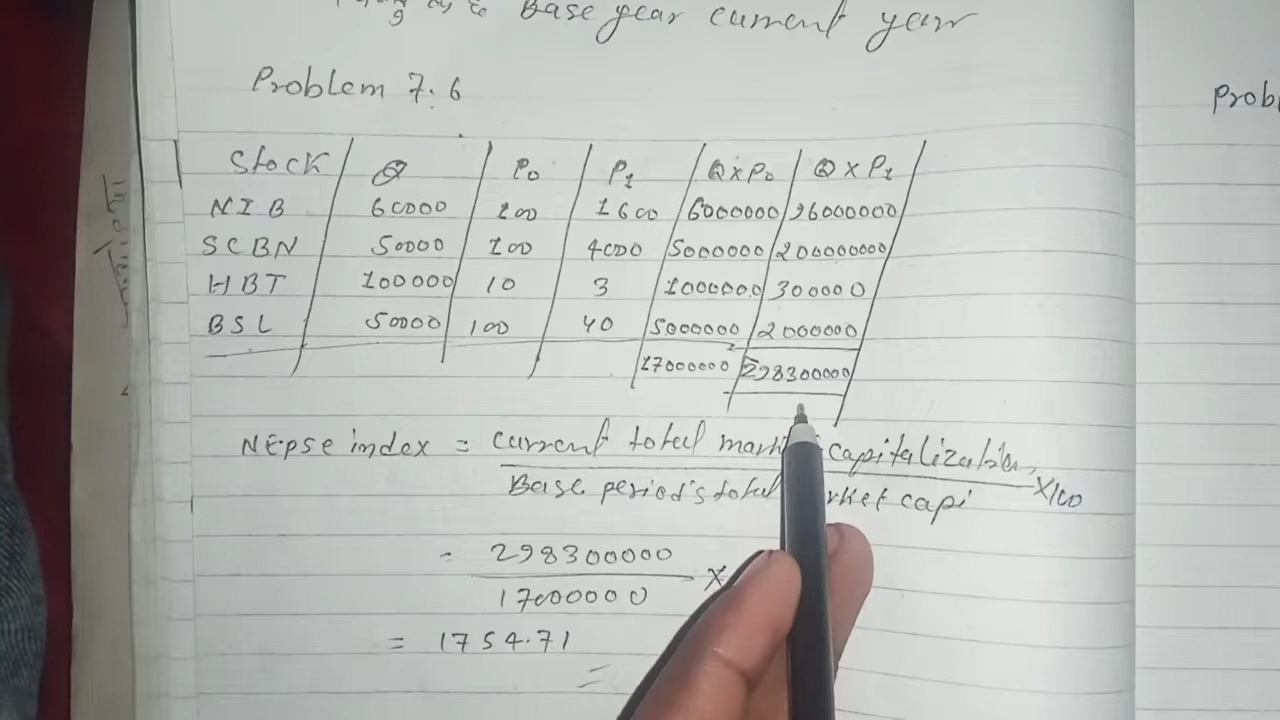 Base year current year
Problem 7.6
Prob
Stock Q P0 P1 Q×P0 Q×P1
NIB 60000 100 1600 6000000 96000000
SCBN 50000 100 4000 5000000 200000000
HBT 100000 10 3 1000000 300000
BSL 50000 100 40 5000000 2000000
17000000 298300000
NEpse index = current total capitalization ×100
Base period's total market capi
= 298300000 ×
17000000
= 1754.71